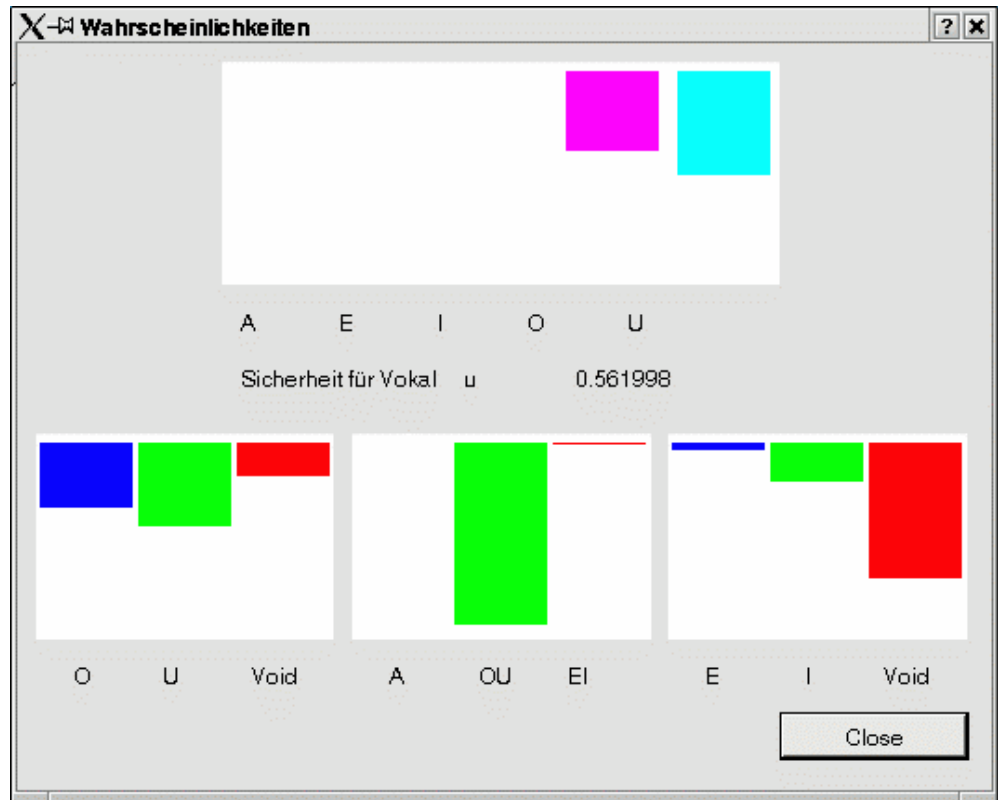 Wahrscheinlichkeiten
A E I O U
Sicherheit für Vokal u 0.561998
O U Void A OU EI E I Void
Close